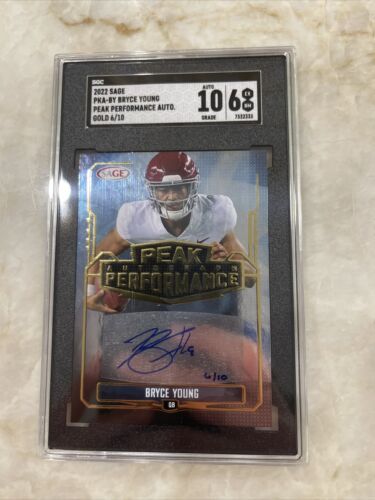 SGC
2022 SAGE
PKA-BY BRYCE YOUNG
PEAK PERFORMANCE AUTO.
GOLD 6/10
AUTO
10
GRADE
6
EX
NM
7532333
SAGE
PEAK
AUTOGRAPH
PERFORMANCE
6/10
BRYCE YOUNG
QB